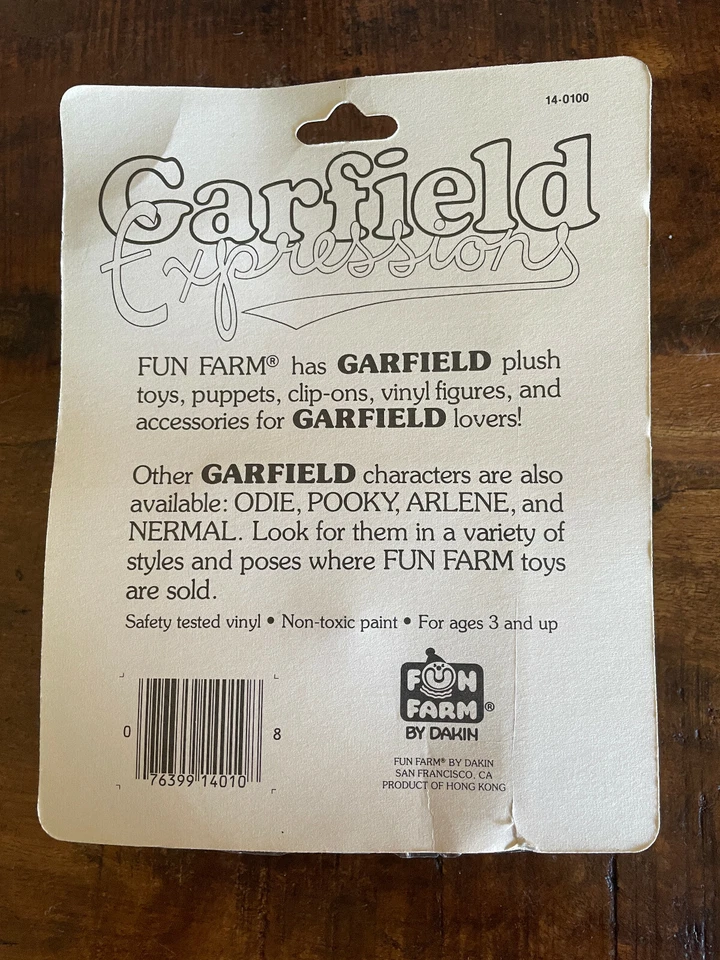 14-0100
Garfield
Expressions
FUN FARM® has GARFIELD plush
toys, puppets, clip-ons, vinyl figures, and
accessories for GARFIELD lovers!
Other GARFIELD characters are also
available: ODIE, POOKY, ARLENE, and
NERMAL. Look for them in a variety of
styles and poses where FUN FARM toys
are sold.
Safety tested vinyl • Non-toxic paint • For ages 3 and up
FUN
FARM®
BY DAKIN
0 76399 14010 8
FUN FARM® BY DAKIN
SAN FRANCISCO, CA
PRODUCT OF HONG KONG